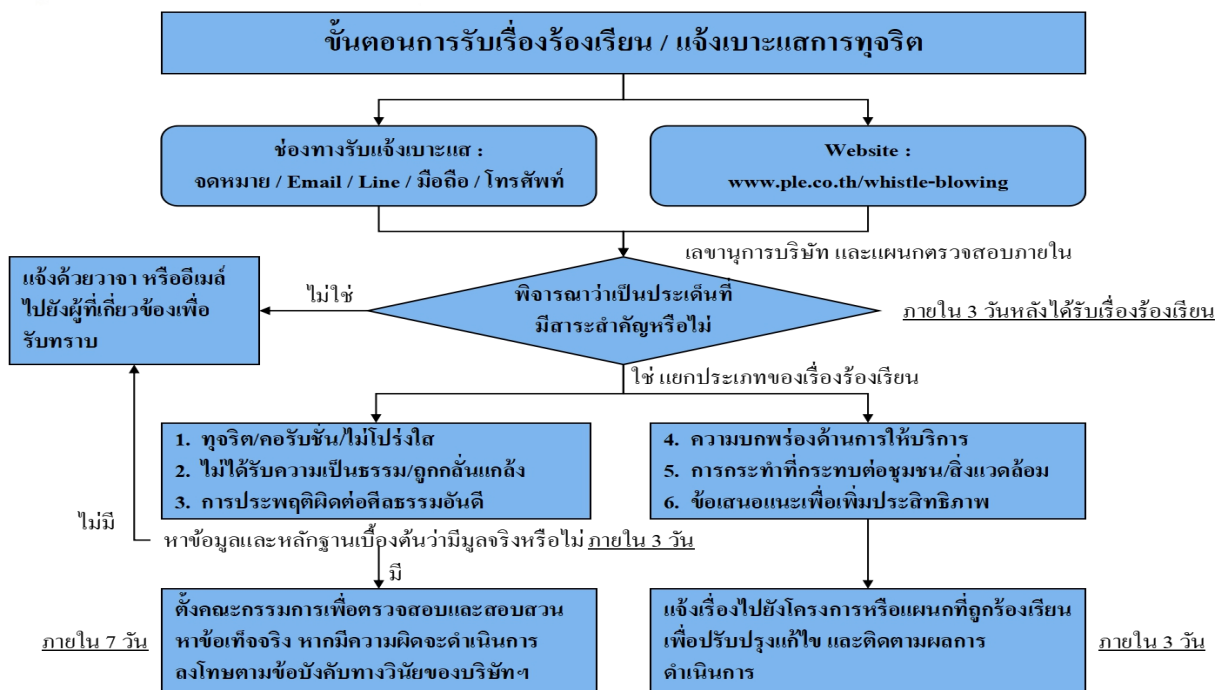 ขั้นตอนการรับเรื่องร้องเรียน / แจ้งเบาะแสการทุจริต
ช่องทางรับแจ้งเบาะแส :
จดหมาย / Email / Line / มือถือ / โทรศัพท์
Website :
www.ple.co.th/whistle-blowing
เลขานุการบริษัท และแผนกตรวจสอบภายใน
แจ้งด้วยวาจา หรืออีเมล์
ไปยังผู้ที่เกี่ยวข้องเพื่อ
รับทราบ
ไม่ใช่
พิจารณาว่าเป็นประเด็นที่
มีสาระสำคัญหรือไม่
ภายใน 3 วันหลังได้รับเรื่องร้องเรียน
ใช่ แยกประเภทของเรื่องร้องเรียน
1. ทุจริต/คอรับชั่น/ไม่โปร่งใส
2. ไม่ได้รับความเป็นธรรม/ถูกกลั่นแกล้ง
3. การประพฤติผิดต่อศีลธรรมอันดี
4. ความบกพร่องด้านการให้บริการ
5. การกระทำที่กระทบต่อชุมชน/สิ่งแวดล้อม
6. ข้อเสนอแนะเพื่อเพิ่มประสิทธิภาพ
ไม่มี
หาข้อมูลและหลักฐานเบื้องต้นว่ามีมูลจริงหรือไม่ ภายใน 3 วัน
มี
ภายใน 7 วัน
ตั้งคณะกรรมการเพื่อตรวจสอบและสอบสวน
หาข้อเท็จจริง หากมีความผิดจะดำเนินการ
ลงโทษตามข้อบังคับทางวินัยของบริษัทฯ
แจ้งเรื่องไปยังโครงการหรือแผนกที่ถูกร้องเรียน
เพื่อปรับปรุงแก้ไข และติดตามผลการ
ดำเนินการ
ภายใน 3 วัน